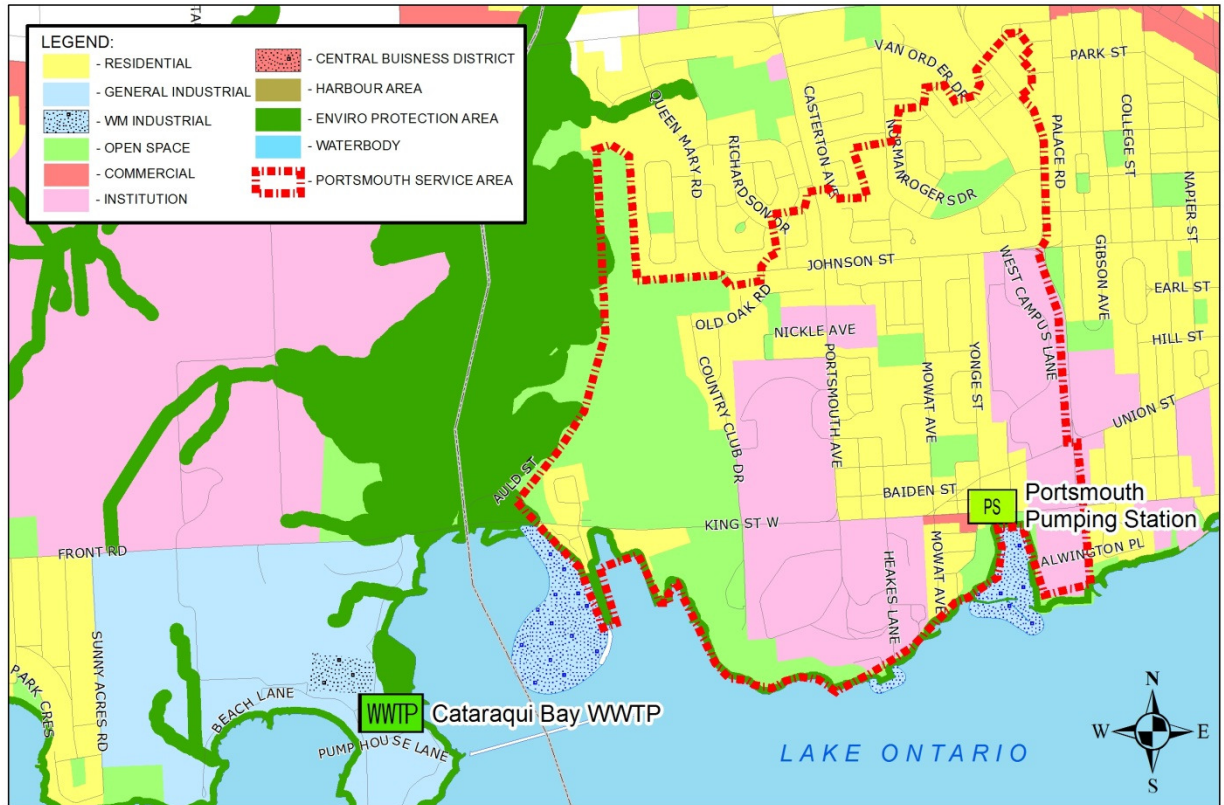 LEGEND:
- RESIDENTIAL
- GENERAL INDUSTRIAL
- WM INDUSTRIAL
- OPEN SPACE
- COMMERCIAL
- INSTITUTION
- CENTRAL BUISNESS DISTRICT
- HARBOUR AREA
- ENVIRO PROTECTION AREA
- WATERBODY
- PORTSMOUTH SERVICE AREA
VAN ORDER DR
PARK ST
QUEEN MARY RD
CASTERTON AVE
RICHARDSON DR
NORMAN ROGERS DR
PALACE RD
COLLEGE ST
NAPIER ST
JOHNSON ST
WEST CAMPUS LANE
GIBSON AVE
EARL ST
OLD OAK RD
NICKLE AVE
HILL ST
COUNTRY CLUB DR
PORTSMOUTH AVE
MOWAT AVE
YONGE ST
UNION ST
AULD ST
BAIDEN ST
KING ST W
PS
Portsmouth
Pumping Station
FRONT RD
HEAKES LANE
MOWAT AVE
ALWINGTON PL
PARK CRES
SUNNY ACRES RD
BEACH LANE
WWTP
Cataraqui Bay WWTP
PUMP HOUSE LANE
LAKE ONTARIO
N
W
E
S